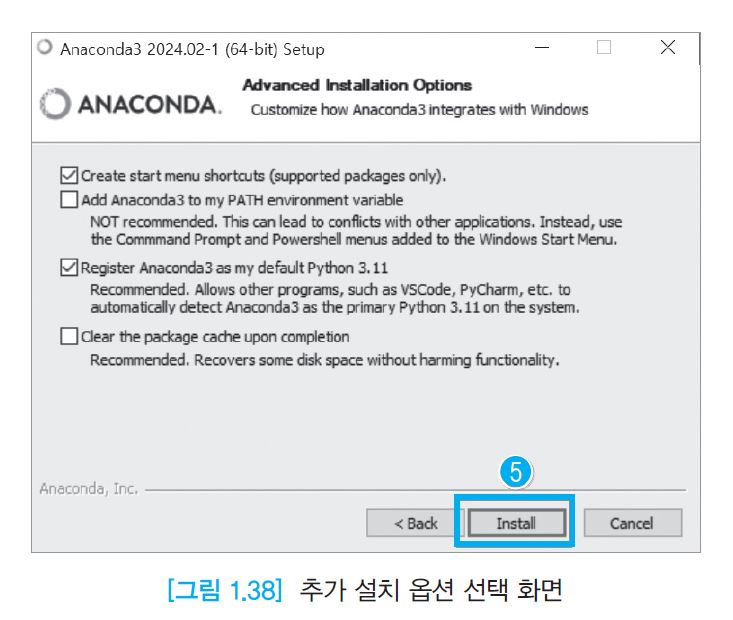 Anaconda3 2024.02-1 (64-bit) Setup
ANACONDA.
Advanced Installation Options
Customize how Anaconda3 integrates with Windows
Create start menu shortcuts (supported packages only).
Add Anaconda3 to my PATH environment variable
NOT recommended. This can lead to conflicts with other applications. Instead, use
the Commmand Prompt and Powershell menus added to the Windows Start Menu.
Register Anaconda3 as my default Python 3.11
Recommended. Allows other programs, such as VSCode, PyCharm, etc. to
automatically detect Anaconda3 as the primary Python 3.11 on the system.
Clear the package cache upon completion
Recommended. Recovers some disk space without harming functionality.
Anaconda, Inc.
5
< Back Install Cancel
[그림 1.38] 추가 설치 옵션 선택 화면